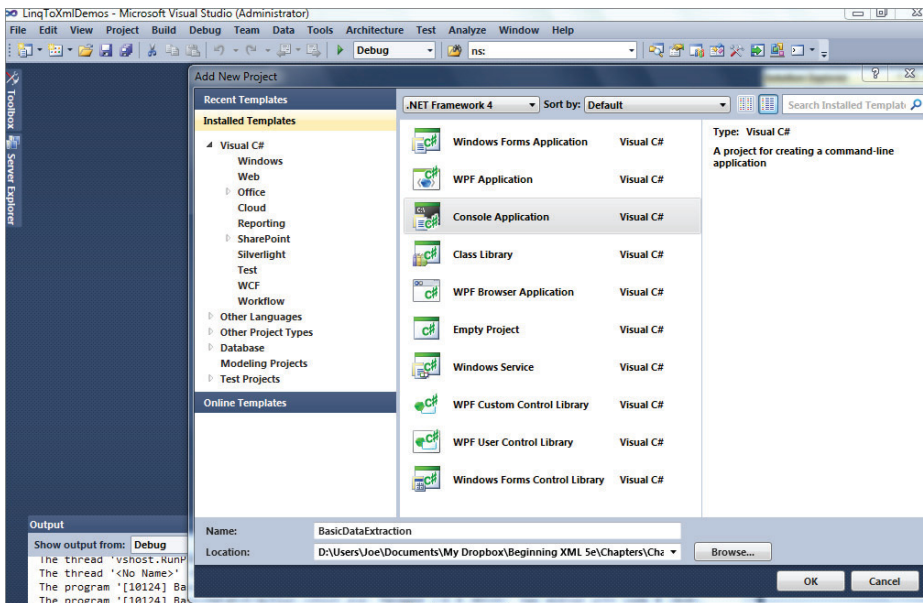 LinqToXmlDemos - Microsoft Visual Studio (Administrator)
File Edit View Project Build Debug Team Data Tools Architecture Test Analyze Window Help
Debug ns:
Toolbox
Server Explorer
Add New Project
Recent Templates
Installed Templates
Visual C#
Windows
Web
Office
Cloud
Reporting
SharePoint
Silverlight
Test
WCF
Workflow
Other Languages
Other Project Types
Database
Modeling Projects
Test Projects
Online Templates
.NET Framework 4 Sort by: Default Search Installed Templat
Windows Forms Application Visual C#
WPF Application Visual C#
Console Application Visual C#
Class Library Visual C#
WPF Browser Application Visual C#
Empty Project Visual C#
Windows Service Visual C#
WPF Custom Control Library Visual C#
WPF User Control Library Visual C#
Windows Forms Control Library Visual C#
Type: Visual C#
A project for creating a command-line
application
Name: BasicDataExtraction
Location: D:\Users\Joe\Documents\My Dropbox\Beginning XML 5e\Chapters\Cha Browse...
OK Cancel
Output
Show output from: Debug
The thread 'vshost.RunP
The thread '<No Name>'
The program '[10124] Ba
The program '[10124] Bas